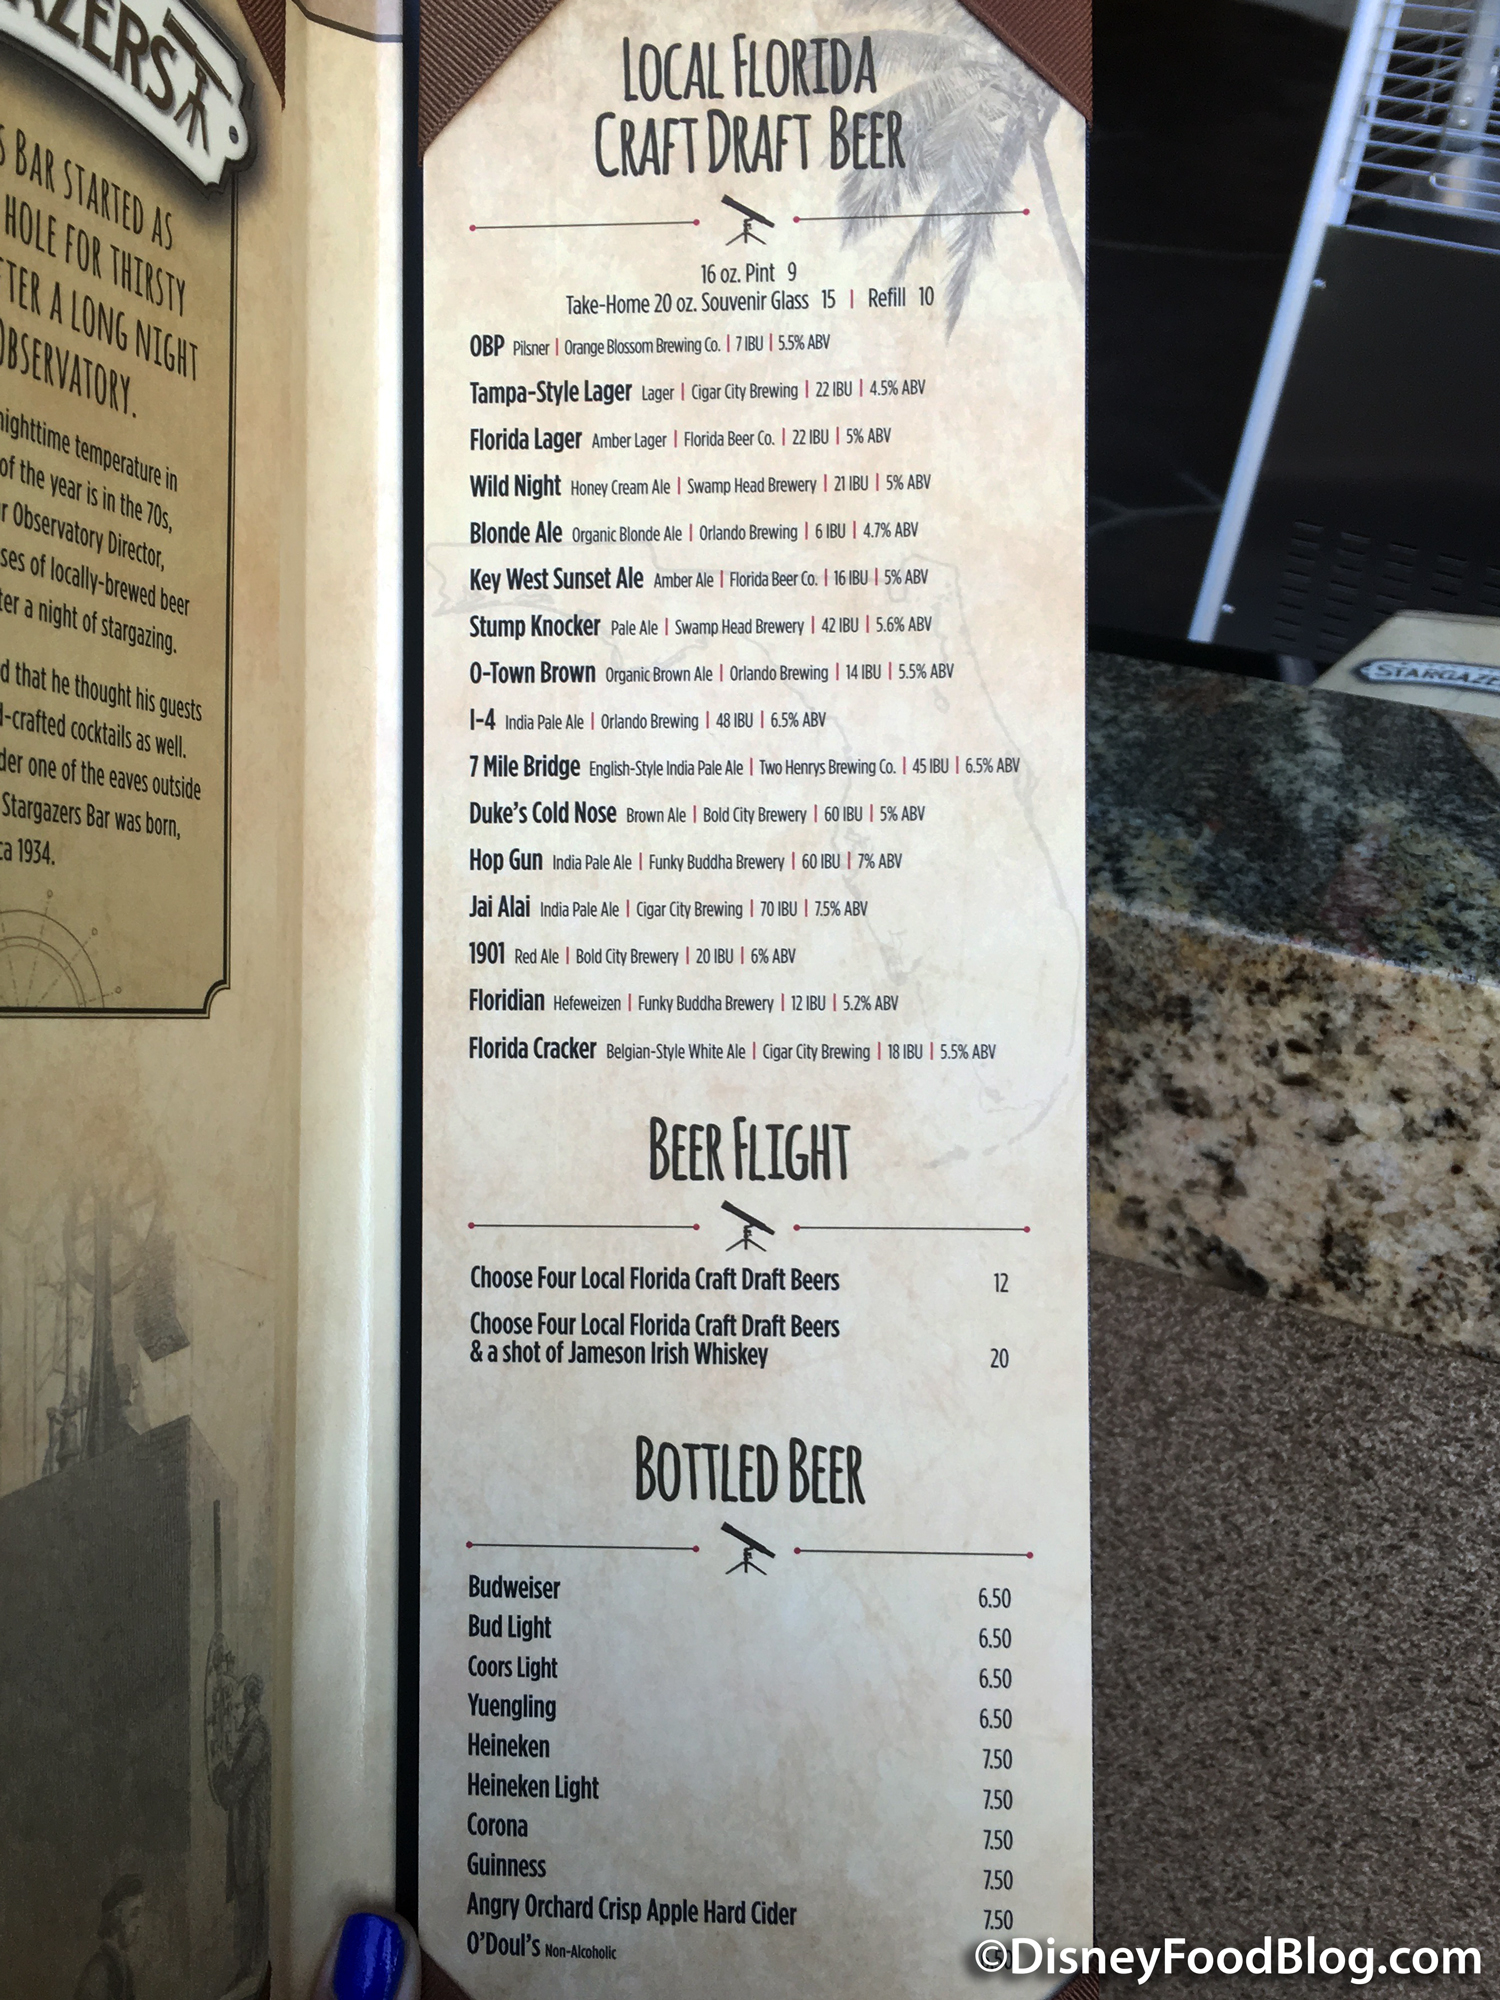 S BAR STARTED AS
HOLE FOR THIRSTY
A LONG NIGHT
OBSERVATORY.
nighttime temperature in
of the year is in the 70s,
Observatory Director,
of locally-brewed beer
a night of stargazing.
that he thought his guests
cocktails as well.
one of the eaves outside
Stargazers Bar was born,
1934.
LOCAL FLORIDA
CRAFT DRAFT BEER
16 oz. Pint 9
Take-Home 20 oz. Souvenir Glass 15 | Refill 10
OBP Pilsner | Orange Blossom Brewing Co. | 7 IBU | 5.5% ABV
Tampa-Style Lager Lager | Cigar City Brewing | 22 IBU | 4.5% ABV
Florida Lager Amber Lager | Florida Beer Co. | 22 IBU | 5% ABV
Wild Night Honey Cream Ale | Swamp Head Brewery | 21 IBU | 5% ABV
Blonde Ale Organic Blonde Ale | Orlando Brewing | 6 IBU | 4.7% ABV
Key West Sunset Ale Amber Ale | Florida Beer Co. | 16 IBU | 5% ABV
Stump Knocker Pale Ale | Swamp Head Brewery | 42 IBU | 5.6% ABV
O-Town Brown Organic Brown Ale | Orlando Brewing | 14 IBU | 5.5% ABV
I-4 India Pale Ale | Orlando Brewing | 48 IBU | 6.5% ABV
7 Mile Bridge English-Style India Pale Ale | Two Henrys Brewing Co. | 45 IBU | 6.5% ABV
Duke's Cold Nose Brown Ale | Bold City Brewery | 60 IBU | 5% ABV
Hop Gun India Pale Ale | Funky Buddha Brewery | 60 IBU | 7% ABV
Jai Alai India Pale Ale | Cigar City Brewing | 70 IBU | 7.5% ABV
1901 Red Ale | Bold City Brewery | 20 IBU | 6% ABV
Floridian Hefeweizen | Funky Buddha Brewery | 12 IBU | 5.2% ABV
Florida Cracker Belgian-Style White Ale | Cigar City Brewing | 18 IBU | 5.5% ABV
BEER FLIGHT
Choose Four Local Florida Craft Draft Beers 12
Choose Four Local Florida Craft Draft Beers
& a shot of Jameson Irish Whiskey 20
BOTTLED BEER
Budweiser 6.50
Bud Light 6.50
Coors Light 6.50
Yuengling 6.50
Heineken 7.50
Heineken Light 7.50
Corona 7.50
Guinness 7.50
Angry Orchard Crisp Apple Hard Cider 7.50
O'Doul's Non-Alcoholic
©DisneyFoodBlog.com